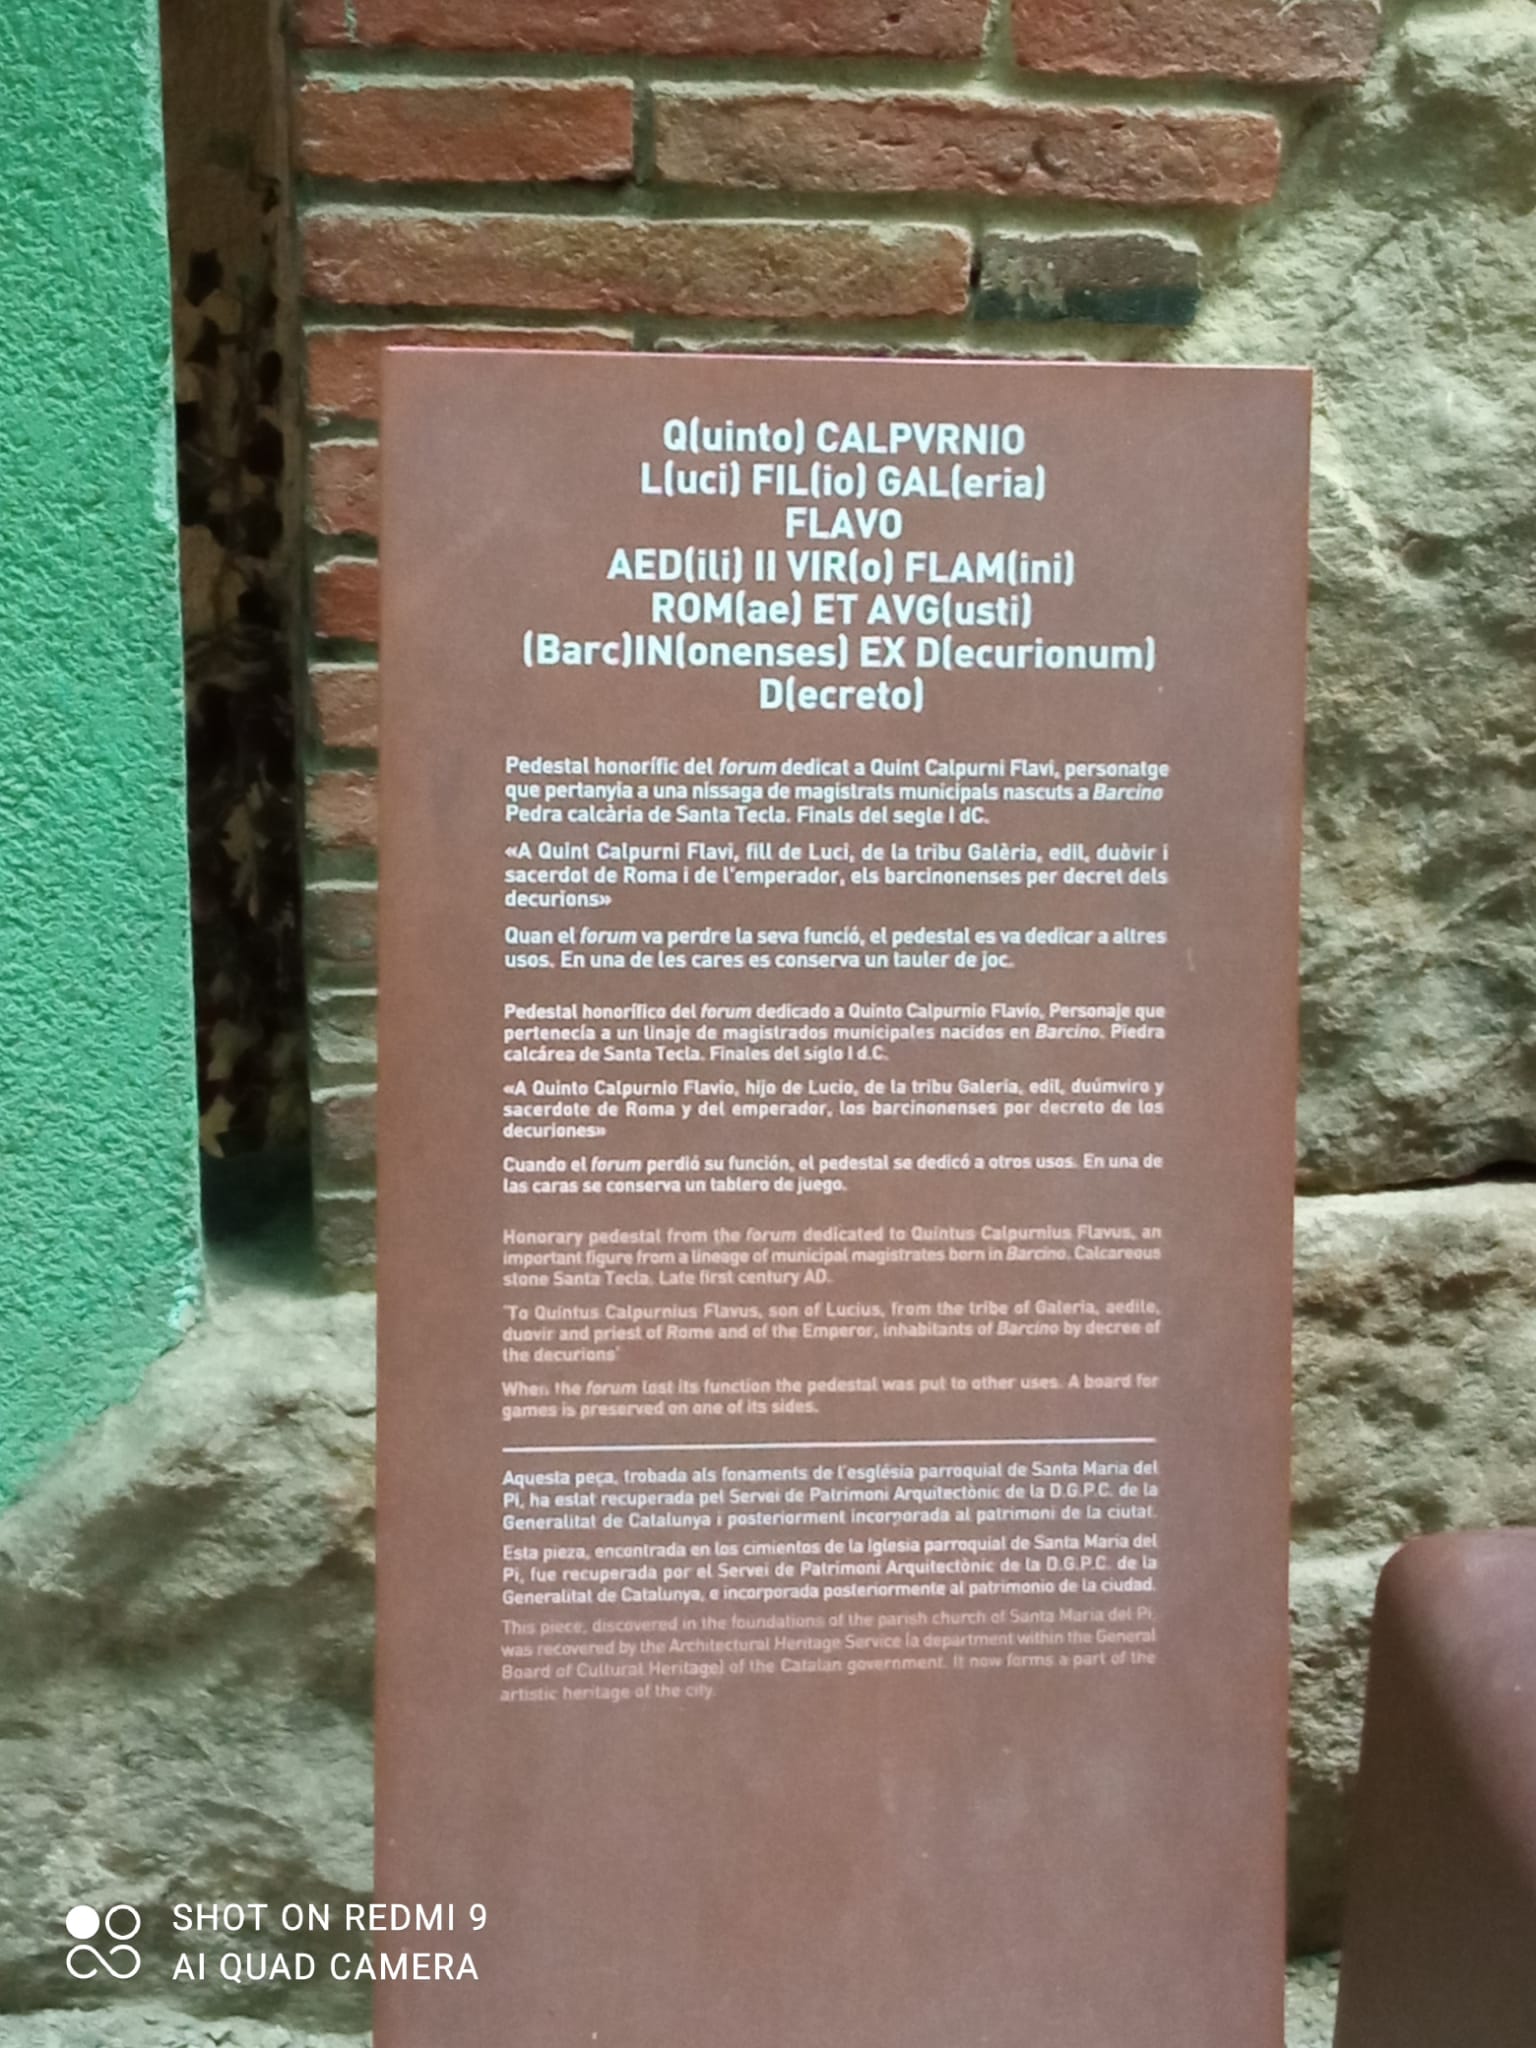 Q(uinto) CALPVRNIO
L(uci) FIL(io) GAL(eria)
FLAVO
AED(ili) II VIR(o) FLAM(ini)
ROM(ae) ET AVG(usti)
(Barc)IN(onenses) EX D(ecurionum)
D(ecreto)
Pedestal honorífic del forum dedicat a Quint Calpurni Flavi, personatge
que pertanyia a una nissaga de magistrats municipals nascuts a Barcino
Pedra calcària de Santa Tecla. Finals del segle I dC.
«A Quint Calpurni Flavi, fill de Luci, de la tribu Galèria, edil, duòvir i
sacerdot de Roma i de l'emperador, els barcinonenses per decret dels
decurions»
Quan el forum va perdre la seva funció, el pedestal es va dedicar a altres
usos. En una de les cares es conserva un tauler de joc.
Pedestal honorífico del forum dedicado a Quinto Calpurnio Flavio, Personaje que
pertenecía a un linaje de magistrados municipales nacidos en Barcino. Piedra
calcárea de Santa Tecla. Finales del siglo I d.C.
«A Quinto Calpurnio Flavio, hijo de Lucio, de la tribu Galeria, edil, duúmviro y
sacerdote de Roma y del emperador, los barcinonenses por decreto de los
decuriones»
Cuando el forum perdió su función, el pedestal se dedicó a otros usos. En una de
las caras se conserva un tablero de juego.
Honorary pedestal from the forum dedicated to Quintus Calpurnius Flavus, an
important figure from a lineage of municipal magistrates born in Barcino. Calcareous
stone Santa Tecla. Late first century AD.
'To Quintus Calpurnius Flavus, son of Lucius, from the tribe of Galeria, aedile,
duovir and priest of Rome and of the Emperor, inhabitants of Barcino by decree of
the decurions'
When the forum lost its function the pedestal was put to other uses. A board for
games is preserved on one of its sides.
Aquesta peça, trobada als fonaments de l'església parroquial de Santa Maria del
Pi, ha estat recuperada pel Servei de Patrimoni Arquitectònic de la D.G.P.C. de la
Generalitat de Catalunya i posteriorment incorporada al patrimoni de la ciutat.
Esta pieza, encontrada en los cimientos de la Iglesia parroquial de Santa Maria del
Pi, fue recuperada por el Servei de Patrimoni Arquitectònic de la D.G.P.C. de la
Generalitat de Catalunya, e incorporada posteriormente al patrimonio de la ciudad.
This piece, discovered in the foundations of the parish church of Santa Maria del Pi,
was recovered by the Architectural Heritage Service (a department within the General
Board of Cultural Heritage) of the Catalan government. It now forms a part of the
artistic heritage of the city.
SHOT ON REDMI 9
AI QUAD CAMERA